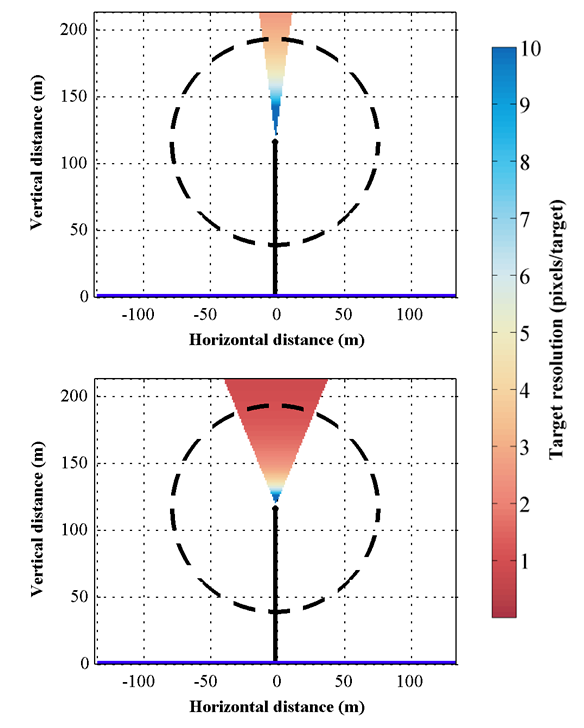 200
150
100
50
0
Vertical distance (m)
-100 -50 0 50 100
Horizontal distance (m)
200
150
100
50
0
Vertical distance (m)
-100 -50 0 50 100
Horizontal distance (m)
10
9
8
7
6
5
4
3
2
1
Target resolution (pixels/target)